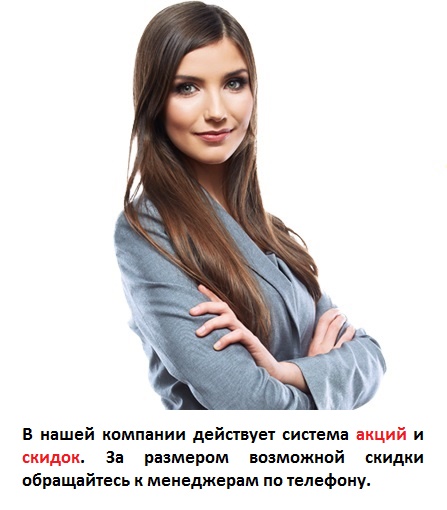 В нашей компании действует система акций и
скидок. За размером возможной скидки
обращайтесь к менеджерам по телефону.